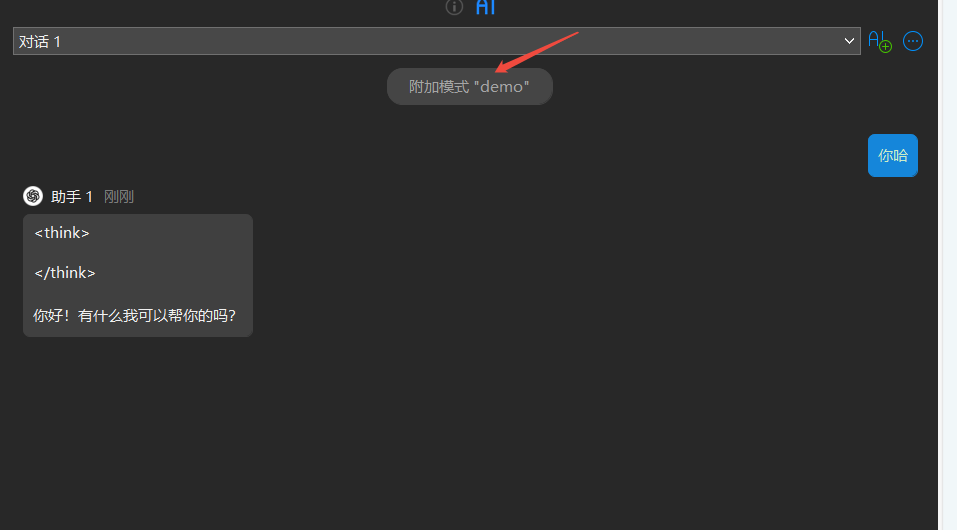 AI
对话 1
AI
附加模式 "demo"
你哈
助手 1 刚刚
<think>
</think>
你好！有什么我可以帮你的吗？